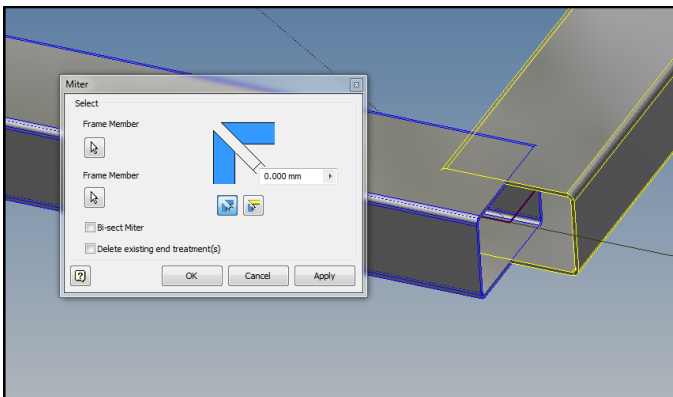 Miter
Select
Frame Member
Frame Member
0.000 mm
Bi-sect Miter
Delete existing end treatment(s)
?
OK
Cancel
Apply